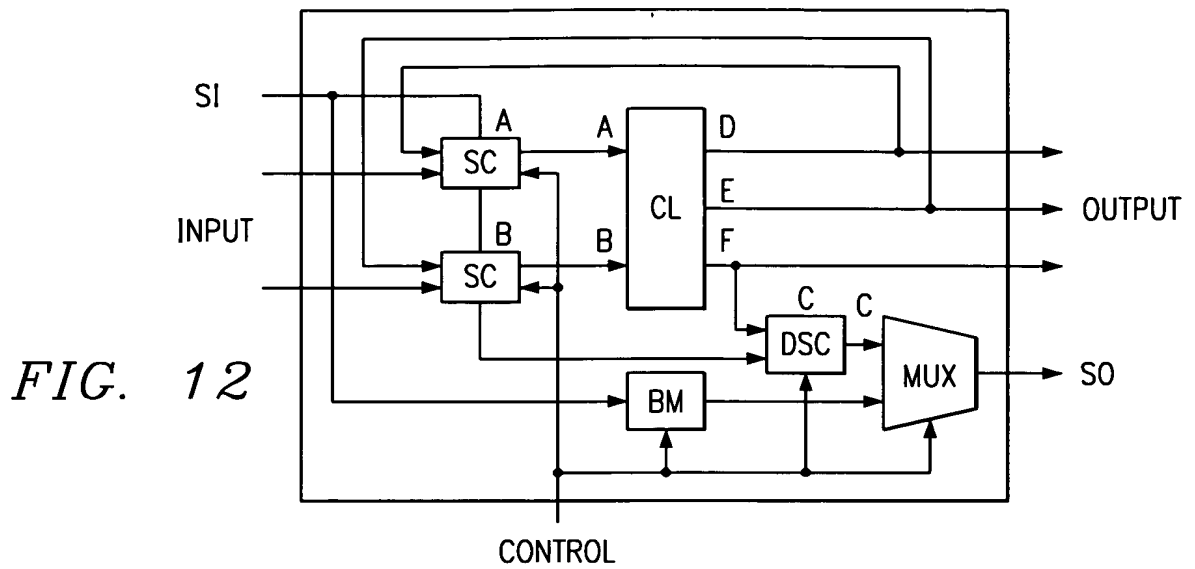 SI
A
A
D
SC
E
CL
OUTPUT
INPUT
B
B
F
SC
C
C
DSC
MUX
SO
FIG. 12
BM
CONTROL